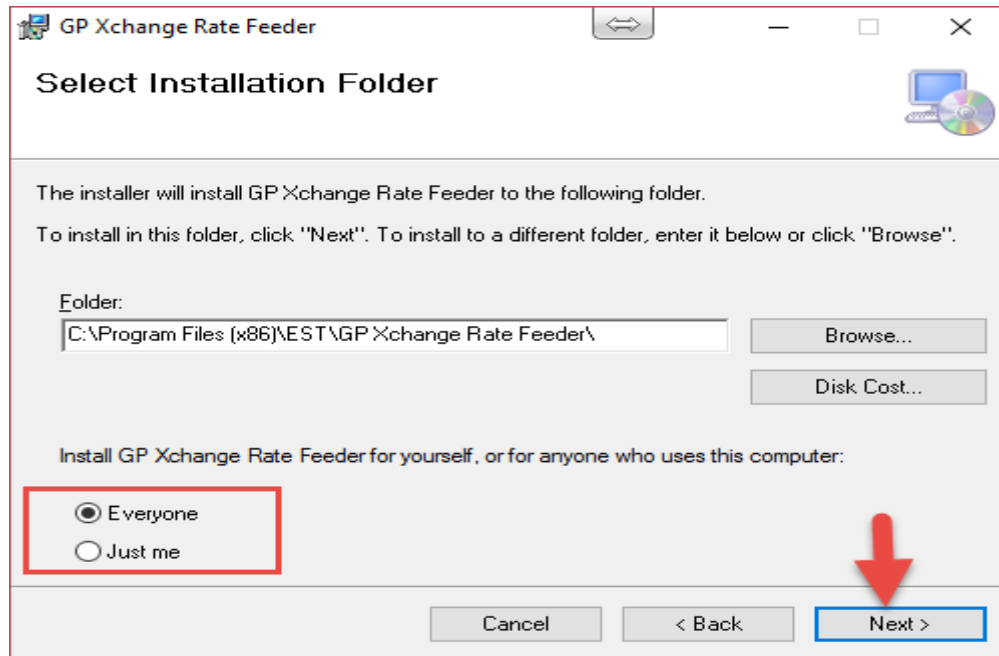 GP Xchange Rate Feeder
Select Installation Folder
The installer will install GP Xchange Rate Feeder to the following folder.
To install in this folder, click "Next". To install to a different folder, enter it below or click "Browse".
Folder:
C:\Program Files (x86)\EST\GP Xchange Rate Feeder\
Browse...
Disk Cost...
Install GP Xchange Rate Feeder for yourself, or for anyone who uses this computer:
Everyone
Just me
Cancel
< Back
Next >